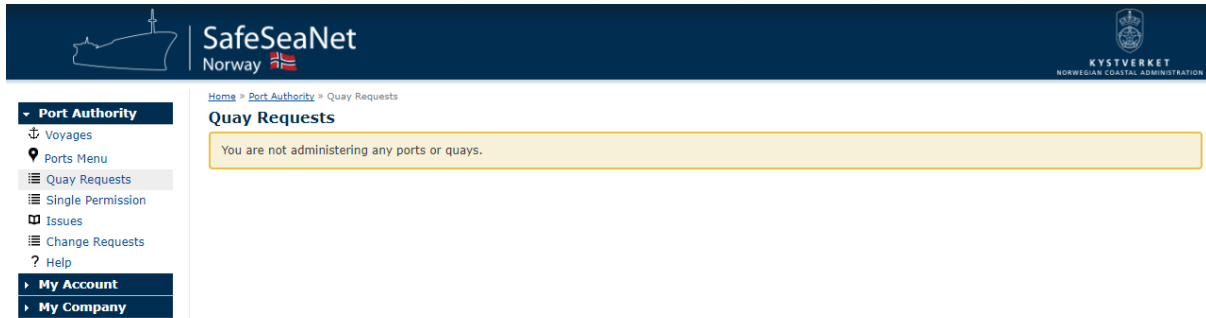 SafeSeaNet
Norway
KYSTVERKET
NORWEGIAN COASTAL ADMINISTRATION
Home » Port Authority » Quay Requests
Quay Requests
You are not administering any ports or quays.
Port Authority
Voyages
Ports Menu
Quay Requests
Single Permission
Issues
Change Requests
? Help
My Account
My Company